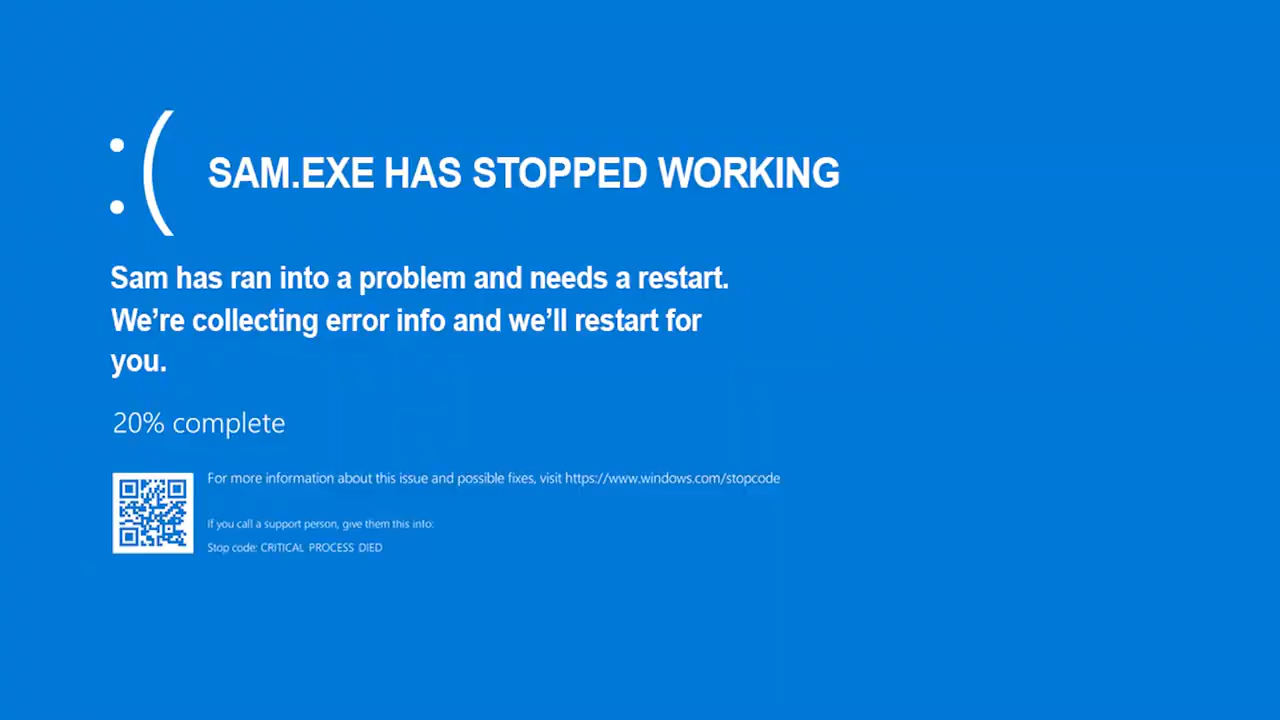 :( SAM.EXE HAS STOPPED WORKING
Sam has ran into a problem and needs a restart.
We’re collecting error info and we’ll restart for
you.
20% complete
For more information about this issue and possible fixes, visit https://www.windows.com/stopcode
If you call a support person, give them this info:
Stop code: CRITICAL PROCESS DIED